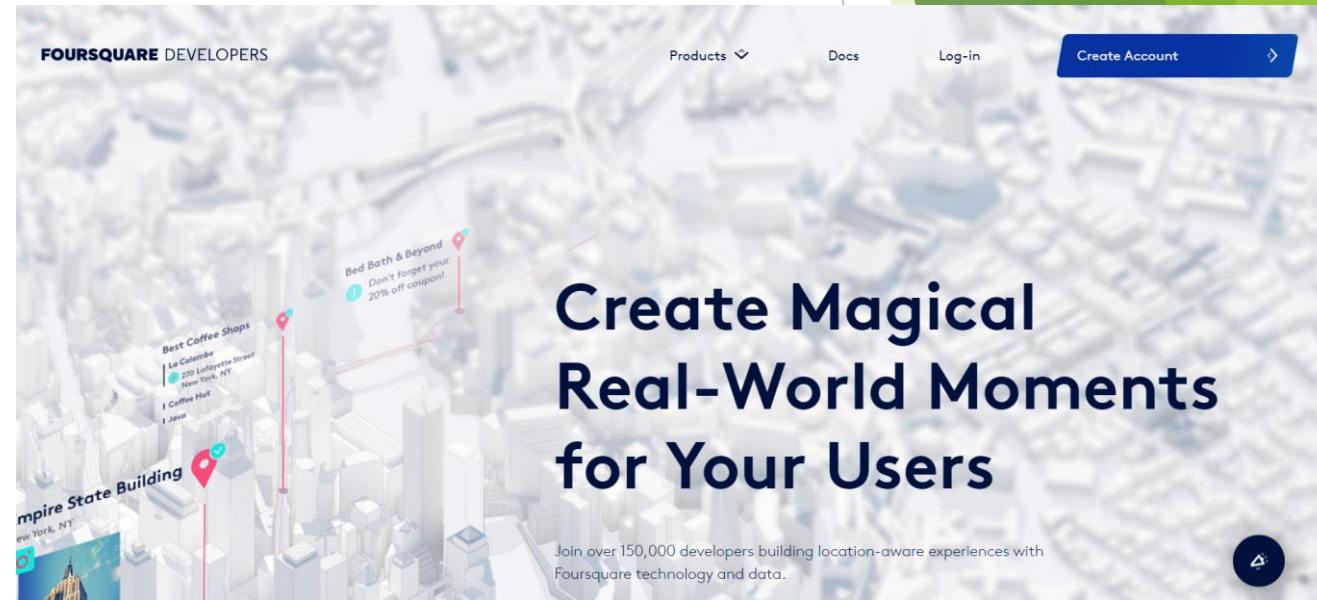 FOURSQUARE DEVELOPERS
Products
Docs
Log-in
Create Account
Bed Bath & Beyond
Don't forget your
20% off coupon!
Best Coffee Shops
La Colombe
270 Lafayette Street
New York, NY
Coffee Hut
Java
mpire State Building
ew York, NY
Create Magical
Real-World Moments
for Your Users
Join over 150,000 developers building location-aware experiences with
Foursquare technology and data.